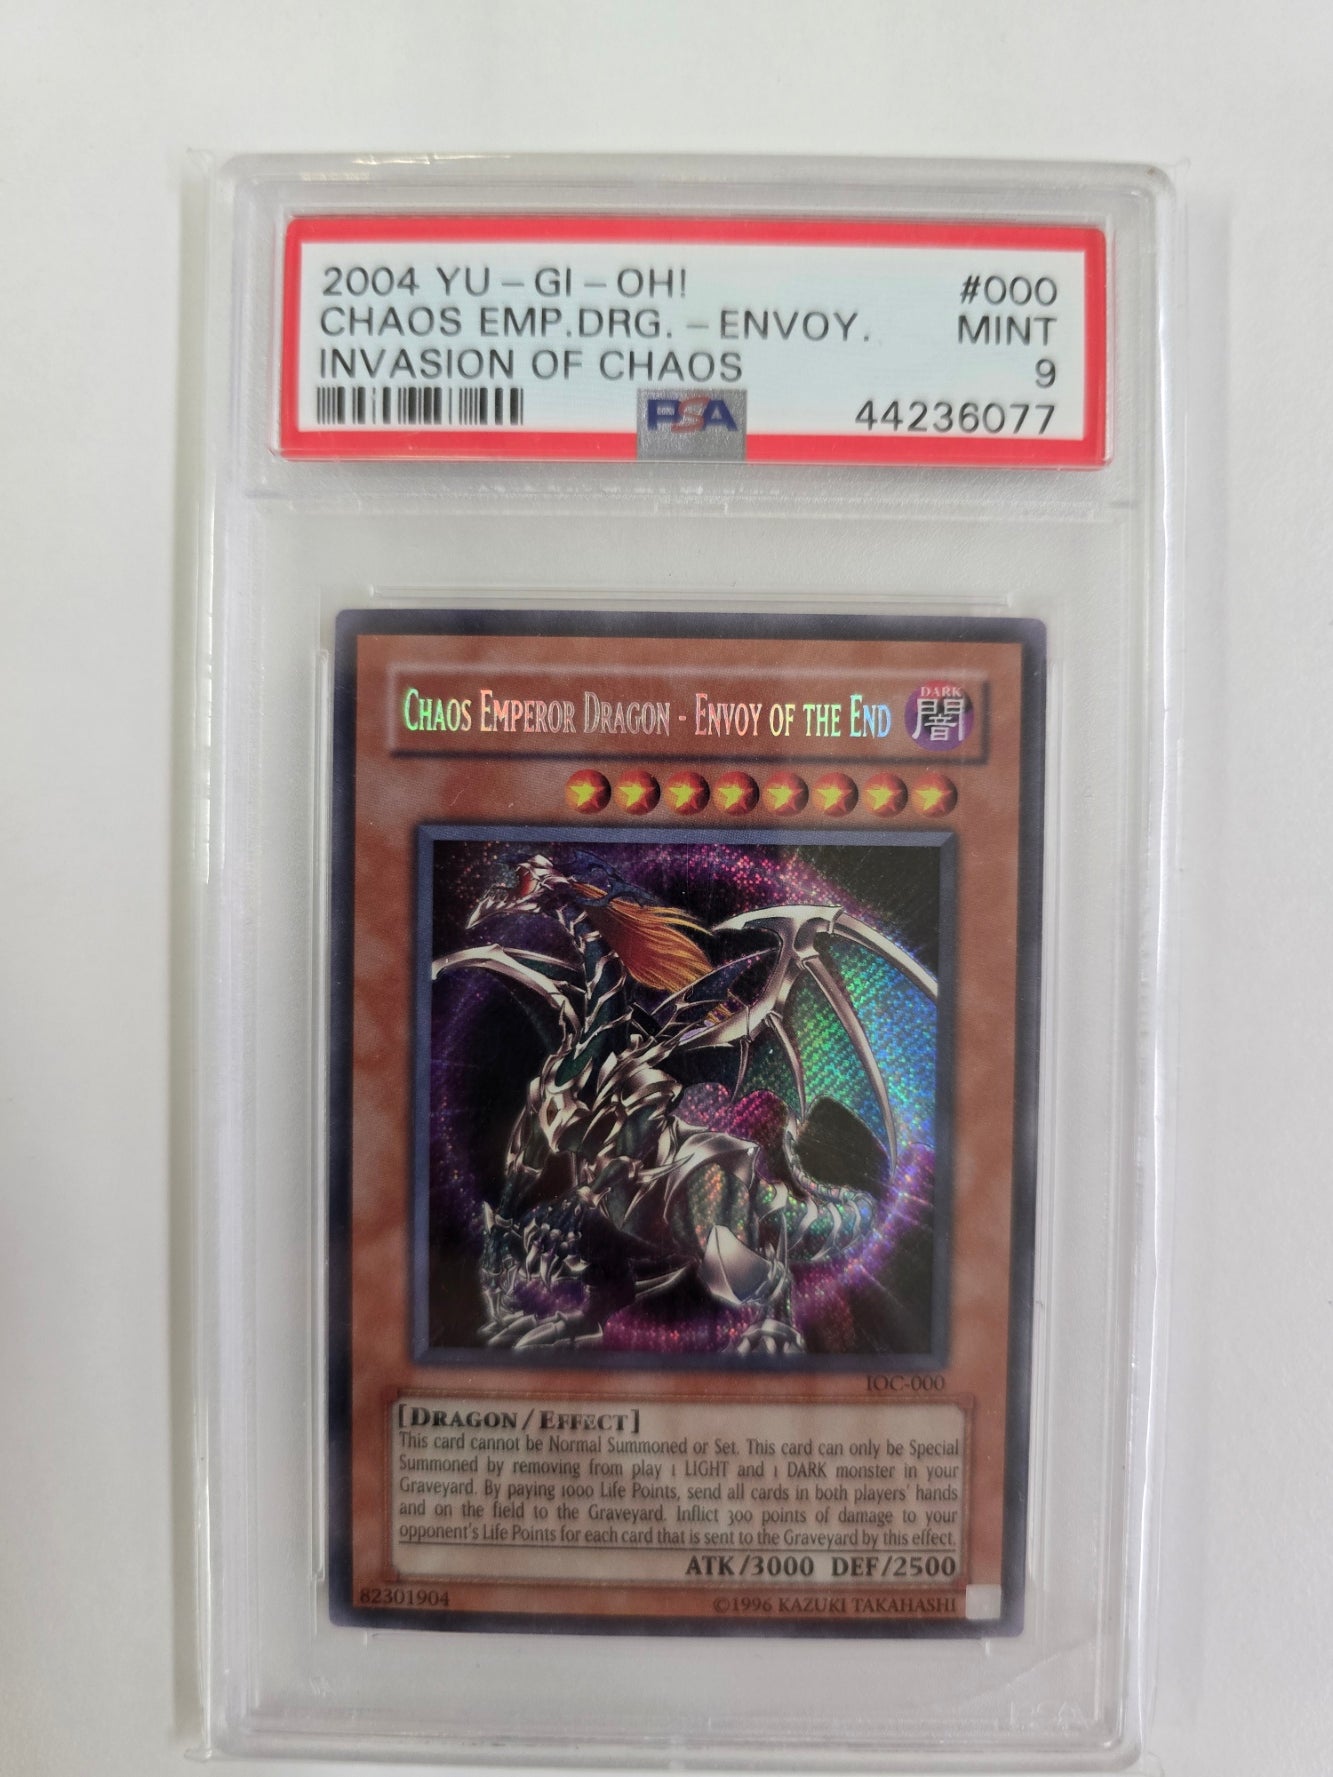 2004 YU-GI-OH! #000
CHAOS EMP.DRG.-ENVOY. MINT
INVASION OF CHAOS 9
PSA 44236077
CHAOS EMPEROR DRAGON - ENVOY OF THE END
DARK
闇
IOC-000
[DRAGON/EFFECT]
This card cannot be Normal Summoned or Set. This card can only be Special
Summoned by removing from play 1 LIGHT and 1 DARK monster in your
Graveyard. By paying 1000 Life Points, send all cards in both players' hands
and on the field to the Graveyard. Inflict 300 points of damage to your
opponent's Life Points for each card that is sent to the Graveyard by this effect.
ATK/3000 DEF/2500
82301904 ©1996 KAZUKI TAKAHASHI
PSA